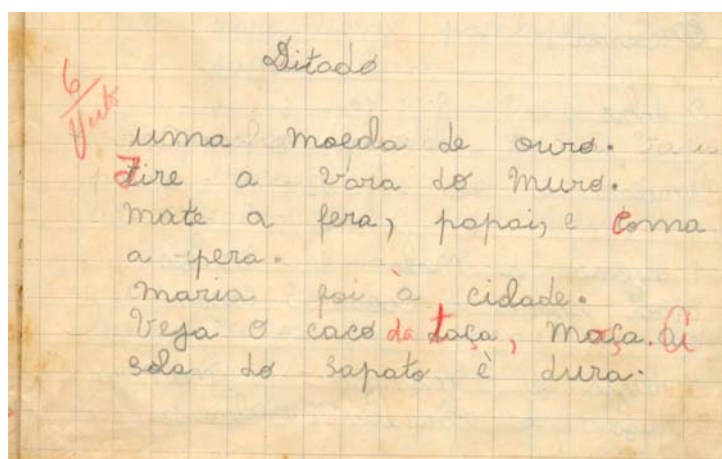 Ditado
6
uma moeda de ouro.
Tire a vara do muro.
mate a fera, papai, e coma
a pera.
maria foi à cidade.
Veja o caco da taça, moça. A
sola do sapato è dura.